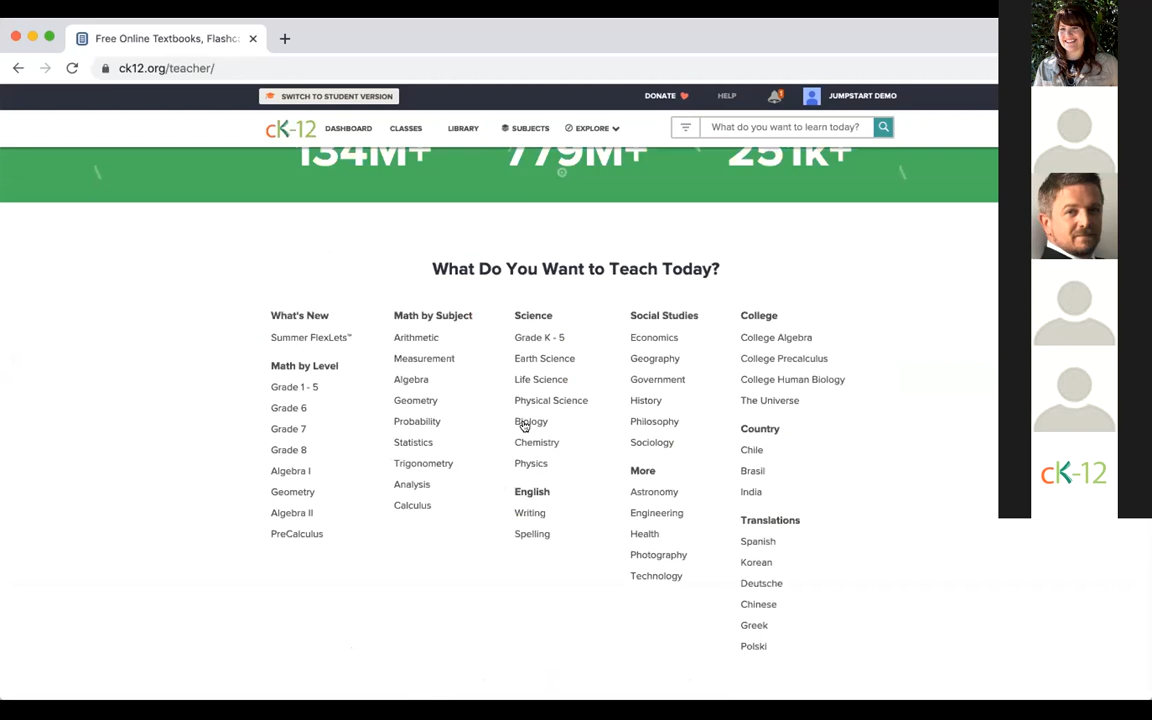 Free Online Textbooks, Flashc
ck12.org/teacher/
SWITCH TO STUDENT VERSION
DONATE
HELP
1
JUMPSTART DEMO
cK-12
DASHBOARD
CLASSES
LIBRARY
SUBJECTS
EXPLORE
What do you want to learn today?
134M+
779M+
251k+
What Do You Want to Teach Today?
What's New
Summer FlexLets™
Math by Level
Grade 1 - 5
Grade 6
Grade 7
Grade 8
Algebra I
Geometry
Algebra II
PreCalculus
Math by Subject
Arithmetic
Measurement
Algebra
Geometry
Probability
Statistics
Trigonometry
Analysis
Calculus
Science
Grade K - 5
Earth Science
Life Science
Physical Science
Biology
Chemistry
Physics
English
Writing
Spelling
Social Studies
Economics
Geography
Government
History
Philosophy
Sociology
More
Astronomy
Engineering
Health
Photography
Technology
College
College Algebra
College Precalculus
College Human Biology
The Universe
Country
Chile
Brasil
India
Translations
Spanish
Korean
Deutsche
Chinese
Greek
Polski
cK-12